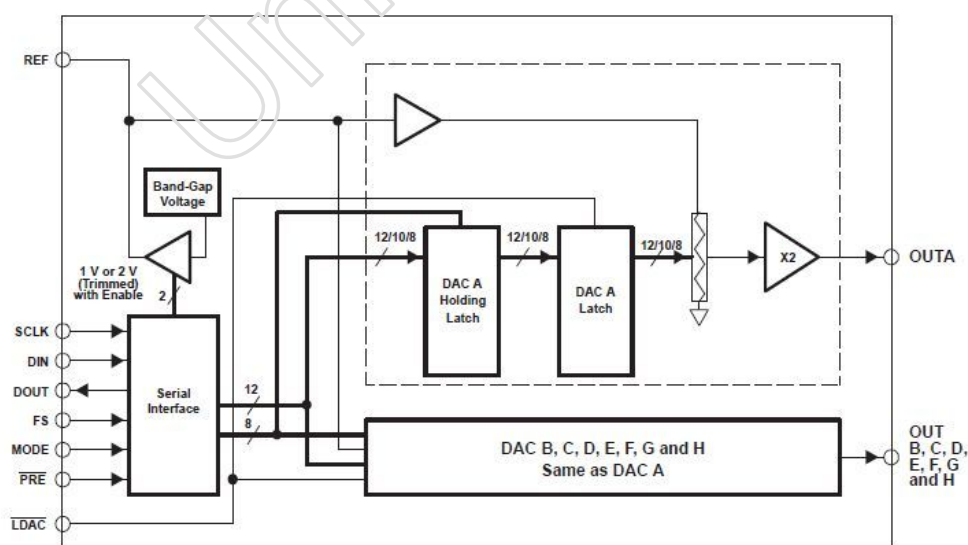 REF
Band-Gap
Voltage
1 V or 2 V
(Trimmed)
with Enable
2
12/10/8
12/10/8
12/10/8
DAC A
Holding
Latch
DAC A
Latch
X2
OUTA
SCLK
DIN
DOUT
FS
MODE
PRE
LDAC
Serial
Interface
12
8
DAC B, C, D, E, F, G and H
Same as DAC A
OUT
B, C, D,
E, F, G
and H